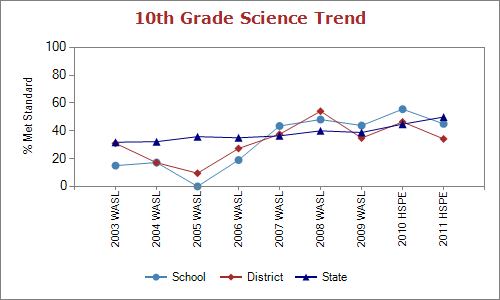 10th Grade Science Trend
% Met Standard
100
80
60
40
20
0
2003 WASL
2004 WASL
2005 WASL
2006 WASL
2007 WASL
2008 WASL
2009 WASL
2010 HSPE
2011 HSPE
School District State